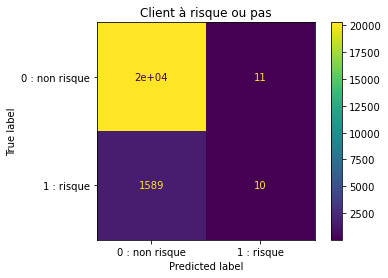 Client à risque ou pas
0 : non risque
2e+04
11
1 : risque
1589
10
True label
0 : non risque
1 : risque
Predicted label
20000
17500
15000
12500
10000
7500
5000
2500